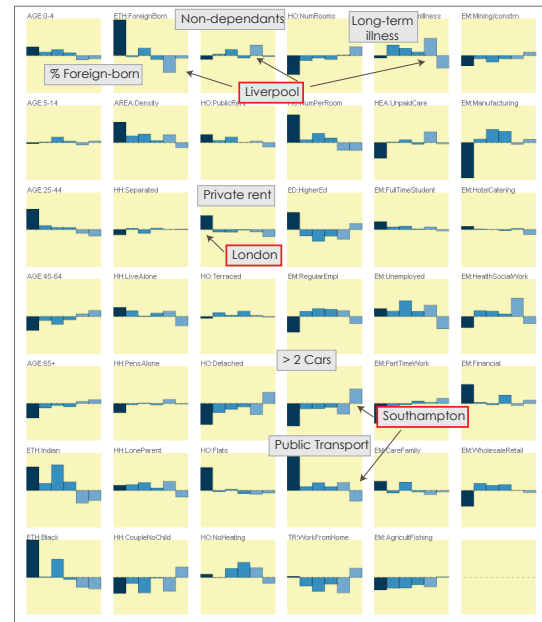 AGE:0-4
ETH:ForeignBorn
Non-dependants
HO:NumRooms
Long-term
illness
illness
EM:Mining/constrn
% Foreign-born
Liverpool
AGE:5-14
AREA:Density
HO:PublicRent
HO:NumPerRoom
HEA:UnpaidCare
EM:Manufacturing
AGE:25-44
HH:Separated
Private rent
ED:HigherEd
EM:FullTimeStudent
EM:HotelCatering
London
AGE:45-64
HH:LiveAlone
HO:Terraced
EM:RegularEmpl
EM:Unemployed
EM:HealthSocialWork
AGE:65+
HH:PensAlone
HO:Detached
> 2 Cars
EM:PartTimeWork
EM:Financial
Southampton
Public Transport
ETH:Indian
HH:LoneParent
HO:Flats
EM:CareFamily
EM:WholesaleRetail
ETH:Black
HH:CoupleNoChild
HO:NoHeating
TR:WorkFromHome
EM:AgricultFishing